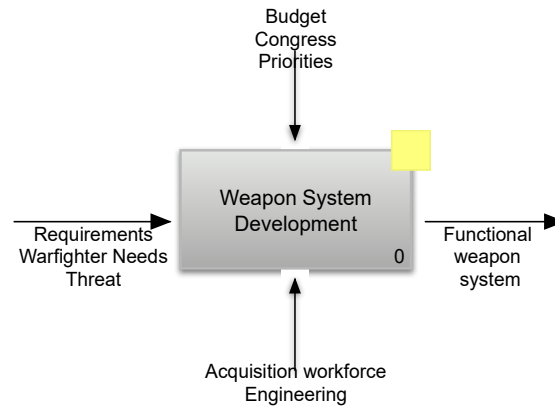 Budget
Congress
Priorities
Weapon System
Development
0
Requirements
Warfighter Needs
Threat
Functional
weapon
system
Acquisition workforce
Engineering